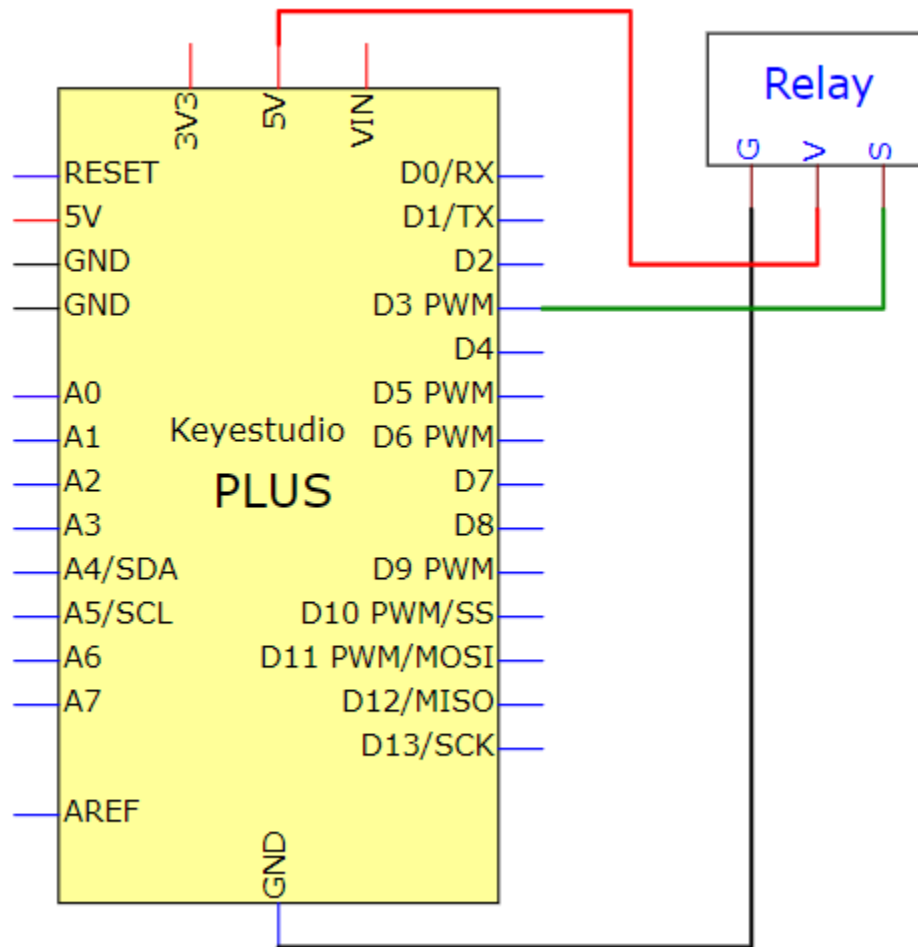 Relay
G
V
S
3V3
5V
VIN
RESET
5V
GND
GND
A0
A1
A2
A3
A4/SDA
A5/SCL
A6
A7
AREF
Keyestudio
PLUS
D0/RX
D1/TX
D2
D3 PWM
D4
D5 PWM
D6 PWM
D7
D8
D9 PWM
D10 PWM/SS
D11 PWM/MOSI
D12/MISO
D13/SCK
GND